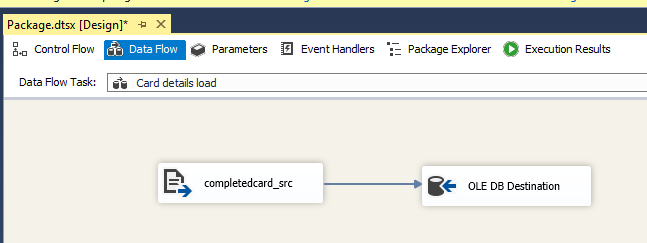 Package.dtsx [Design]*
Control Flow Data Flow Parameters Event Handlers Package Explorer Execution Results
Data Flow Task: Card details load
completedcard_src OLE DB Destination